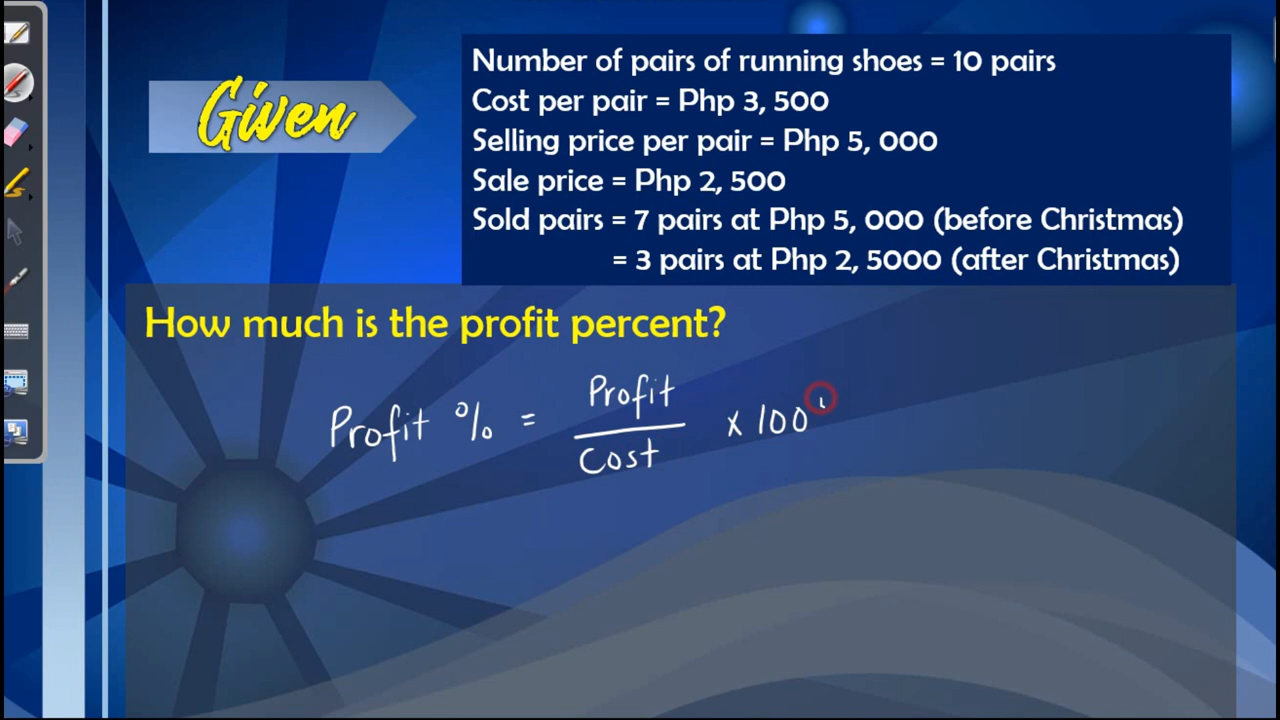 Given
Number of pairs of running shoes = 10 pairs
Cost per pair = Php 3, 500
Selling price per pair = Php 5, 000
Sale price = Php 2, 500
Sold pairs = 7 pairs at Php 5, 000 (before Christmas)
= 3 pairs at Php 2, 5000 (after Christmas)
How much is the profit percent?
Profit % = Profit / Cost x 100